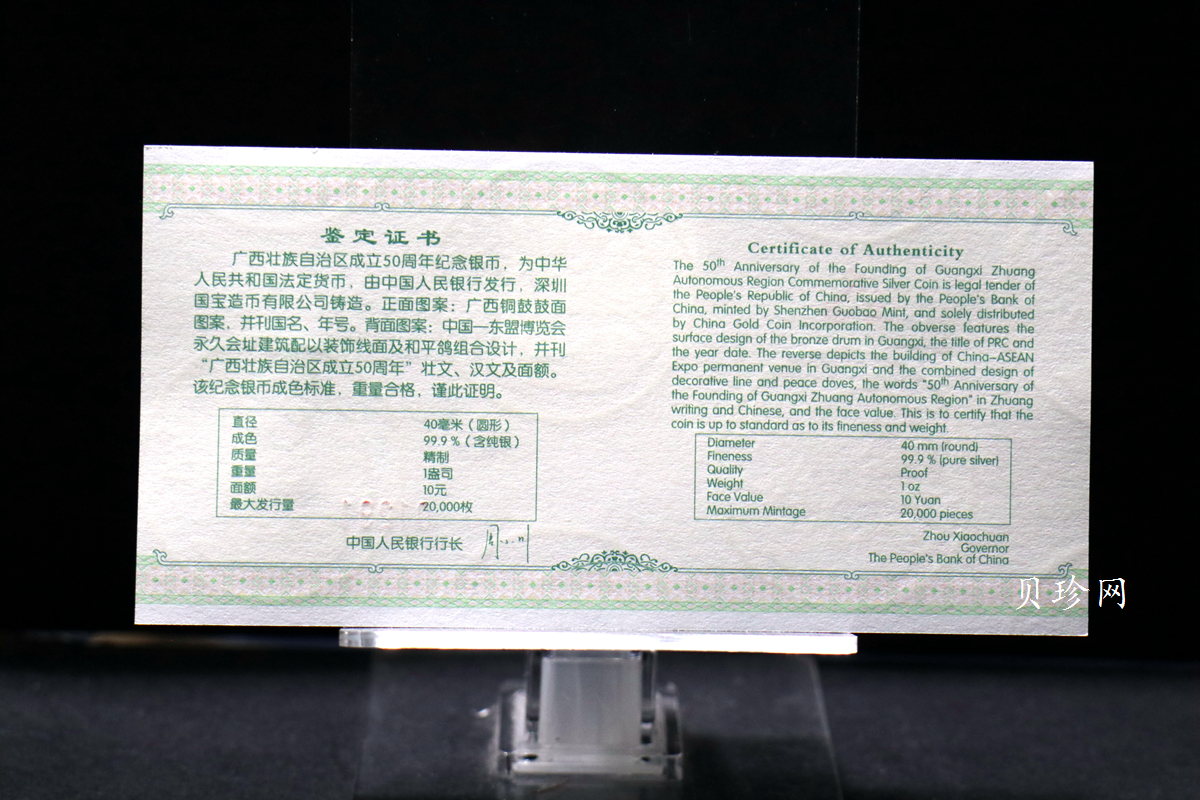 鉴定证书
广西壮族自治区成立50周年纪念银币，为中华
人民共和国法定货币，由中国人民银行发行，深圳
国宝造币有限公司铸造。正面图案：广西铜鼓鼓面
图案，并刊国名、年号。背面图案：中国—东盟博览会
永久会址建筑配以装饰线面及和平鸽组合设计，并刊
“广西壮族自治区成立50周年”壮文、汉文及面额。
该纪念银币成色标准，重量合格，谨此证明。
直径 40毫米（圆形）
成色 99.9％（含纯银）
质量 精制
重量 1盎司
面额 10元
最大发行量 20,000枚
中国人民银行行长
Certificate of Authenticity
The 50th Anniversary of the Founding of Guangxi Zhuang
Autonomous Region Commemorative Silver Coin is legal tender of
the People's Republic of China, issued by the People's Bank of
China, minted by Shenzhen Guobao Mint, and solely distributed
by China Gold Coin Incorporation. The obverse features the
surface design of the bronze drum in Guangxi, the title of PRC and
the year date. The reverse depicts the building of China-ASEAN
Expo permanent venue in Guangxi and the combined design of
decorative line and peace doves, the words "50th Anniversary of
the Founding of Guangxi Zhuang Autonomous Region" in Zhuang
writing and Chinese, and the face value. This is to certify that the
coin is up to standard as to its fineness and weight.
Diameter 40 mm (round)
Fineness 99.9 % (pure silver)
Quality Proof
Weight 1 oz
Face Value 10 Yuan
Maximum Mintage 20,000 pieces
Zhou Xiaochuan
Governor
The People's Bank of China
贝珍网